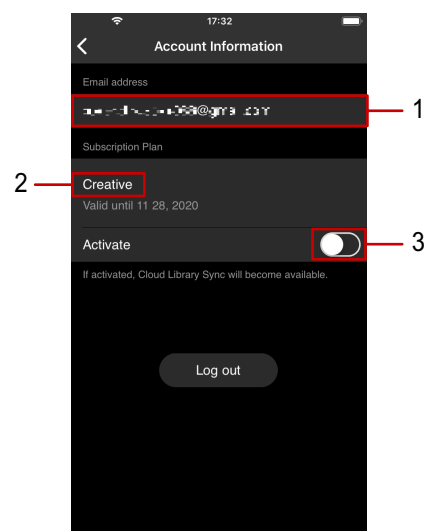 17:32
Account Information
Email address
1
Subscription Plan
2
Creative
Valid until 11 28, 2020
Activate
3
If activated, Cloud Library Sync will become available.
Log out